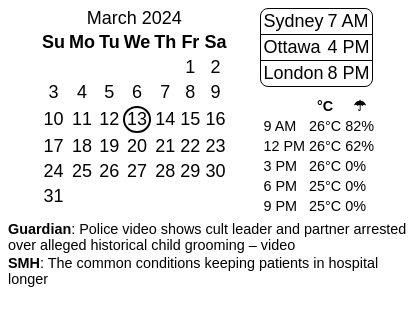 March 2024
Su Mo Tu We Th Fr Sa
1 2
3 4 5 6 7 8 9
10 11 12 13 14 15 16
17 18 19 20 21 22 23
24 25 26 27 28 29 30
31
Sydney 7 AM
Ottawa 4 PM
London 8 PM
°C ☂
9 AM 26°C 82%
12 PM 26°C 62%
3 PM 26°C 0%
6 PM 25°C 0%
9 PM 25°C 0%
Guardian: Police video shows cult leader and partner arrested
over alleged historical child grooming – video
SMH: The common conditions keeping patients in hospital
longer